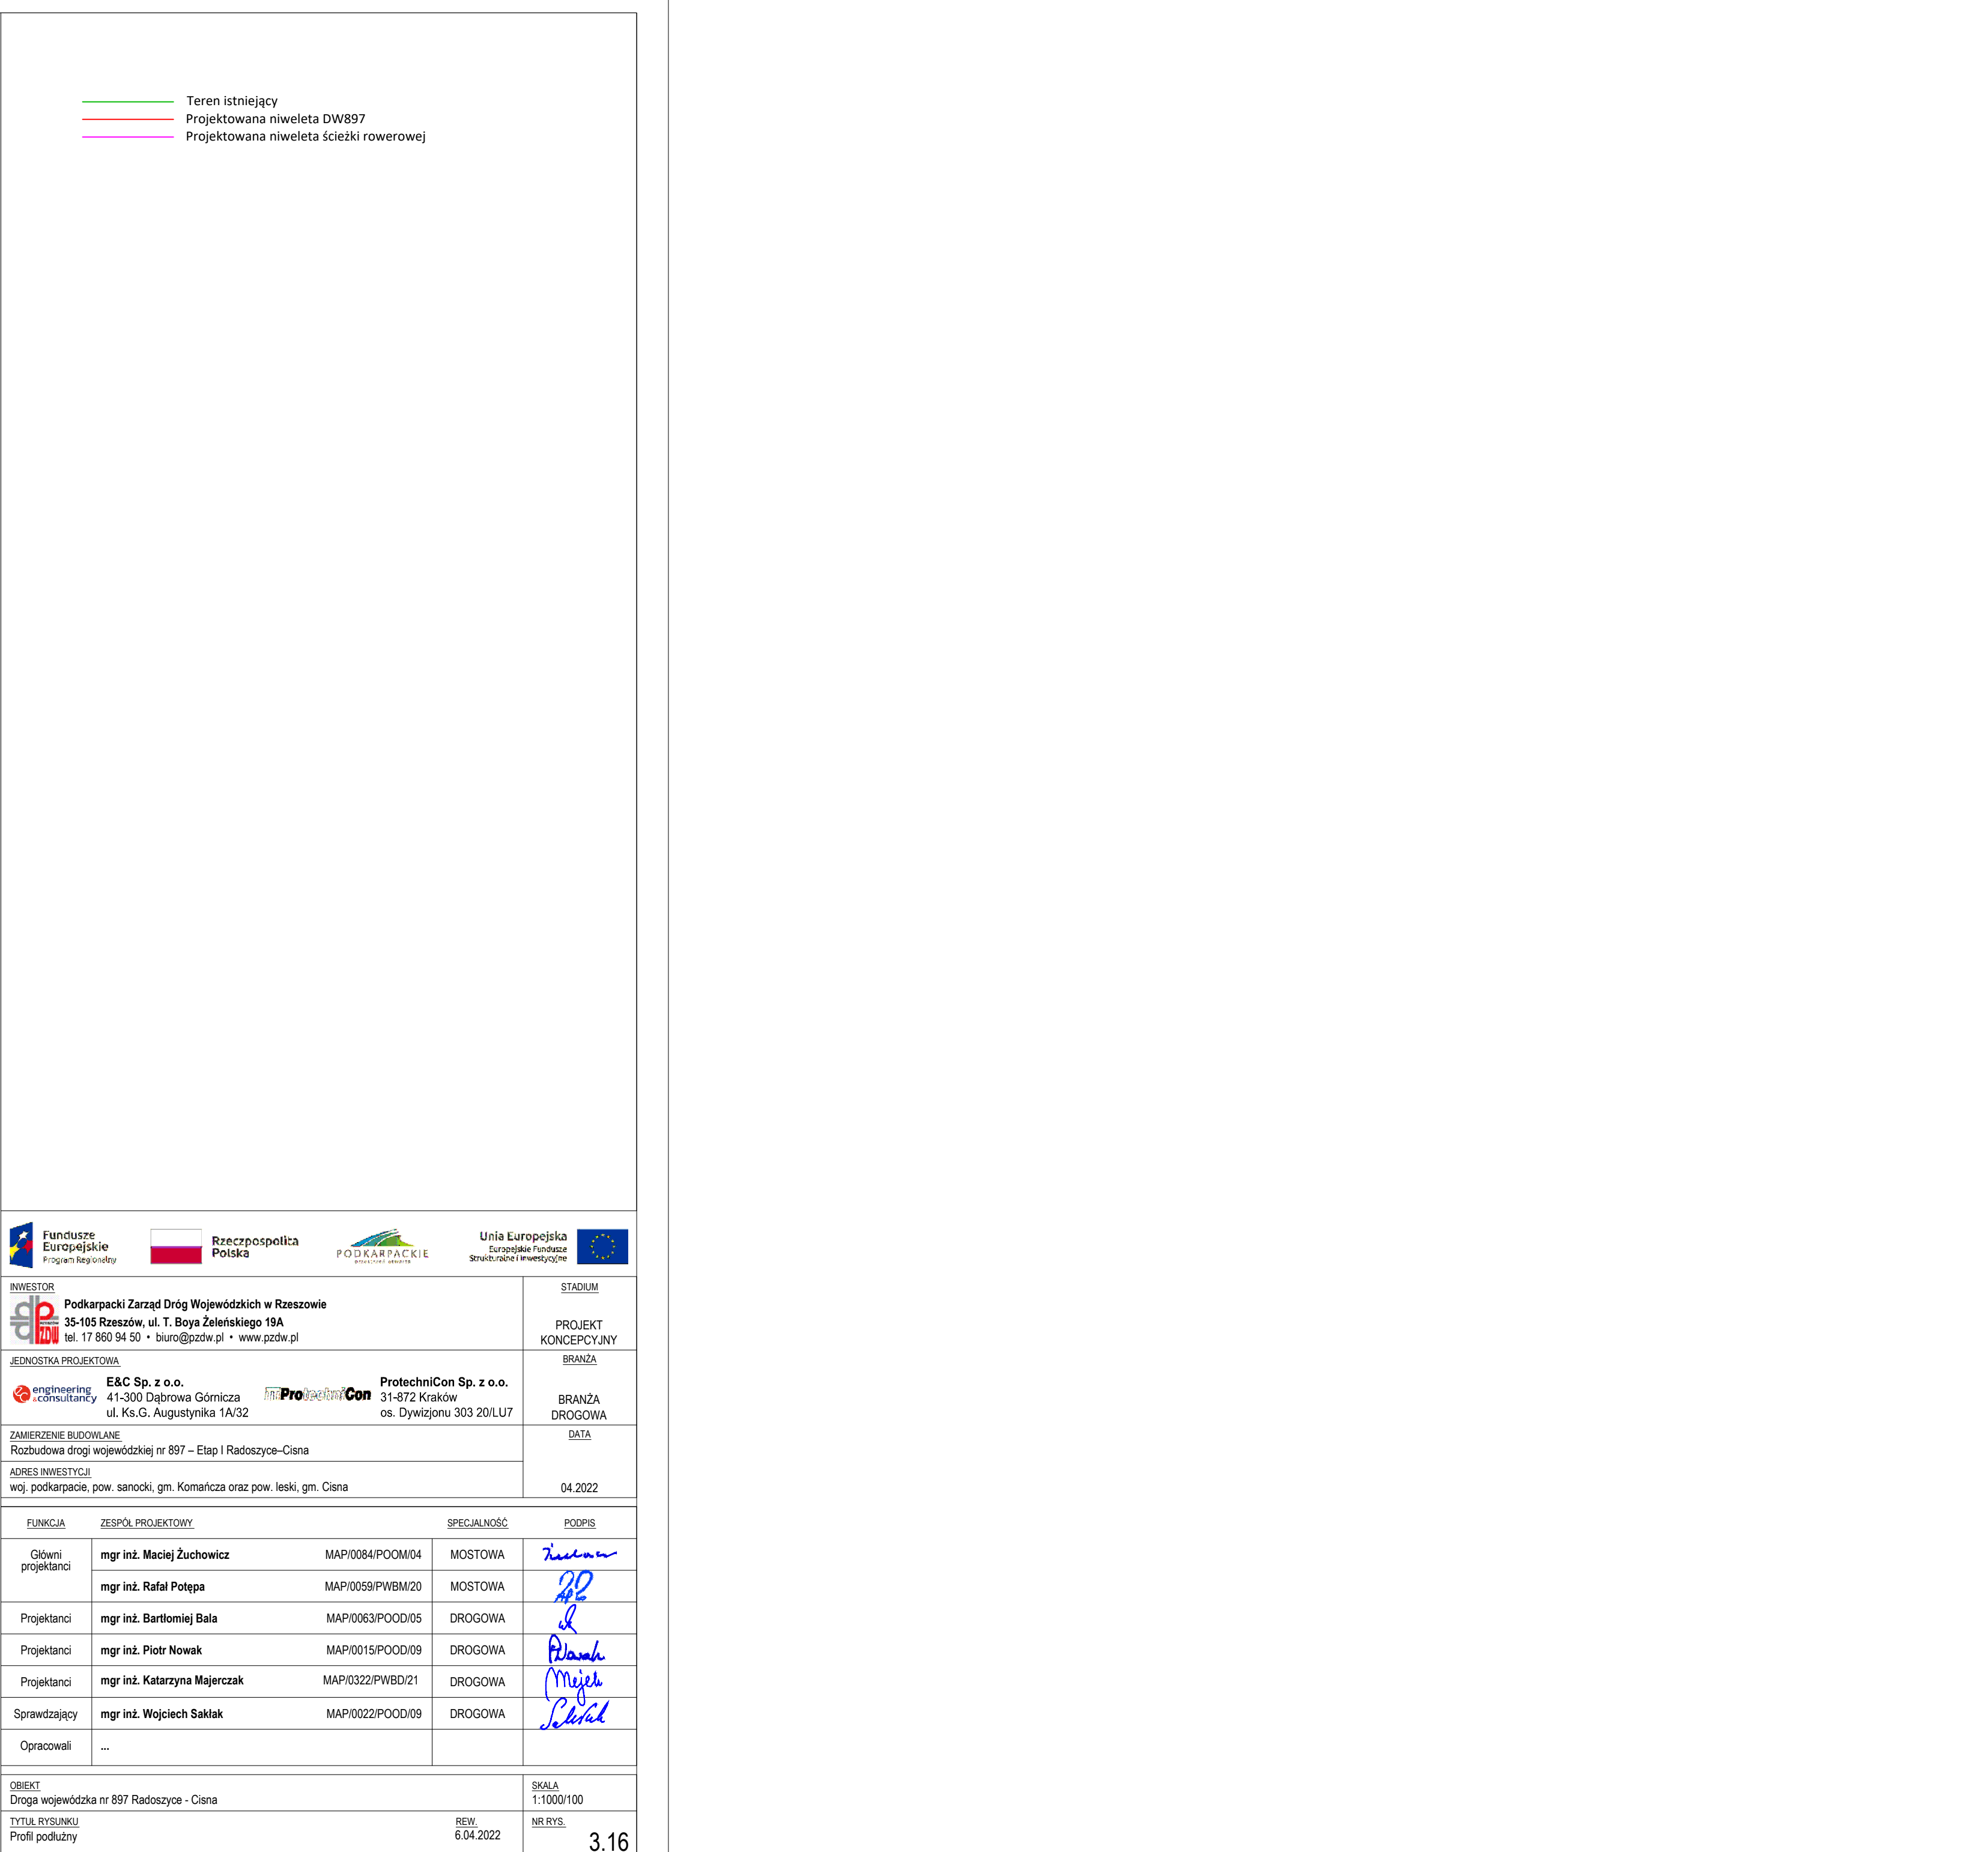 Teren istniejący
Projektowana niweleta DW897
Projektowana niweleta ścieżki rowerowej
Fundusze
Europejskie
Program Regionalny
Rzeczpospolita
Polska
PODKARPACKIE
Unia Europejska
Europejskie Fundusze
Strukturalne i Inwestycyjne
INWESTOR
Podkarpacki Zarząd Dróg Wojewódzkich w Rzeszowie
35-105 Rzeszów, ul. T. Boya Żeleńskiego 19A
tel. 17 860 94 50 • biuro@pzdw.pl • www.pzdw.pl
PZDW
STADIUM
PROJEKT
KONCEPCYJNY
JEDNOSTKA PROJEKTOWA
engineering
&consultancy
E&C Sp. z o.o.
41-300 Dąbrowa Górnicza
ul. Ks.G. Augustynika 1A/32
ProtechniCon
ProtechniCon Sp. z o.o.
31-872 Kraków
os. Dywizjonu 303 20/LU7
BRANŻA
BRANŻA
DROGOWA
ZAMIERZENIE BUDOWLANE
Rozbudowa drogi wojewódzkiej nr 897 – Etap I Radoszyce–Cisna
DATA
ADRES INWESTYCJI
woj. podkarpacie, pow. sanocki, gm. Komańcza oraz pow. leski, gm. Cisna
04.2022
FUNKCJA ZESPÓŁ PROJEKTOWY SPECJALNOŚĆ PODPIS
Główni
projektanci
mgr inż. Maciej Żuchowicz MAP/0084/POOM/04 MOSTOWA
mgr inż. Rafał Potępa MAP/0059/PWBM/20 MOSTOWA
Projektanci mgr inż. Bartłomiej Bala MAP/0063/POOD/05 DROGOWA
Projektanci mgr inż. Piotr Nowak MAP/0015/POOD/09 DROGOWA
Projektanci mgr inż. Katarzyna Majerczak MAP/0322/PWBD/21 DROGOWA
Sprawdzający mgr inż. Wojciech Sakłak MAP/0022/POOD/09 DROGOWA
Opracowali ...
OBIEKT
Droga wojewódzka nr 897 Radoszyce - Cisna
SKALA
1:1000/100
TYTUŁ RYSUNKU
Profil podłużny
REW.
6.04.2022
NR RYS.
3.16